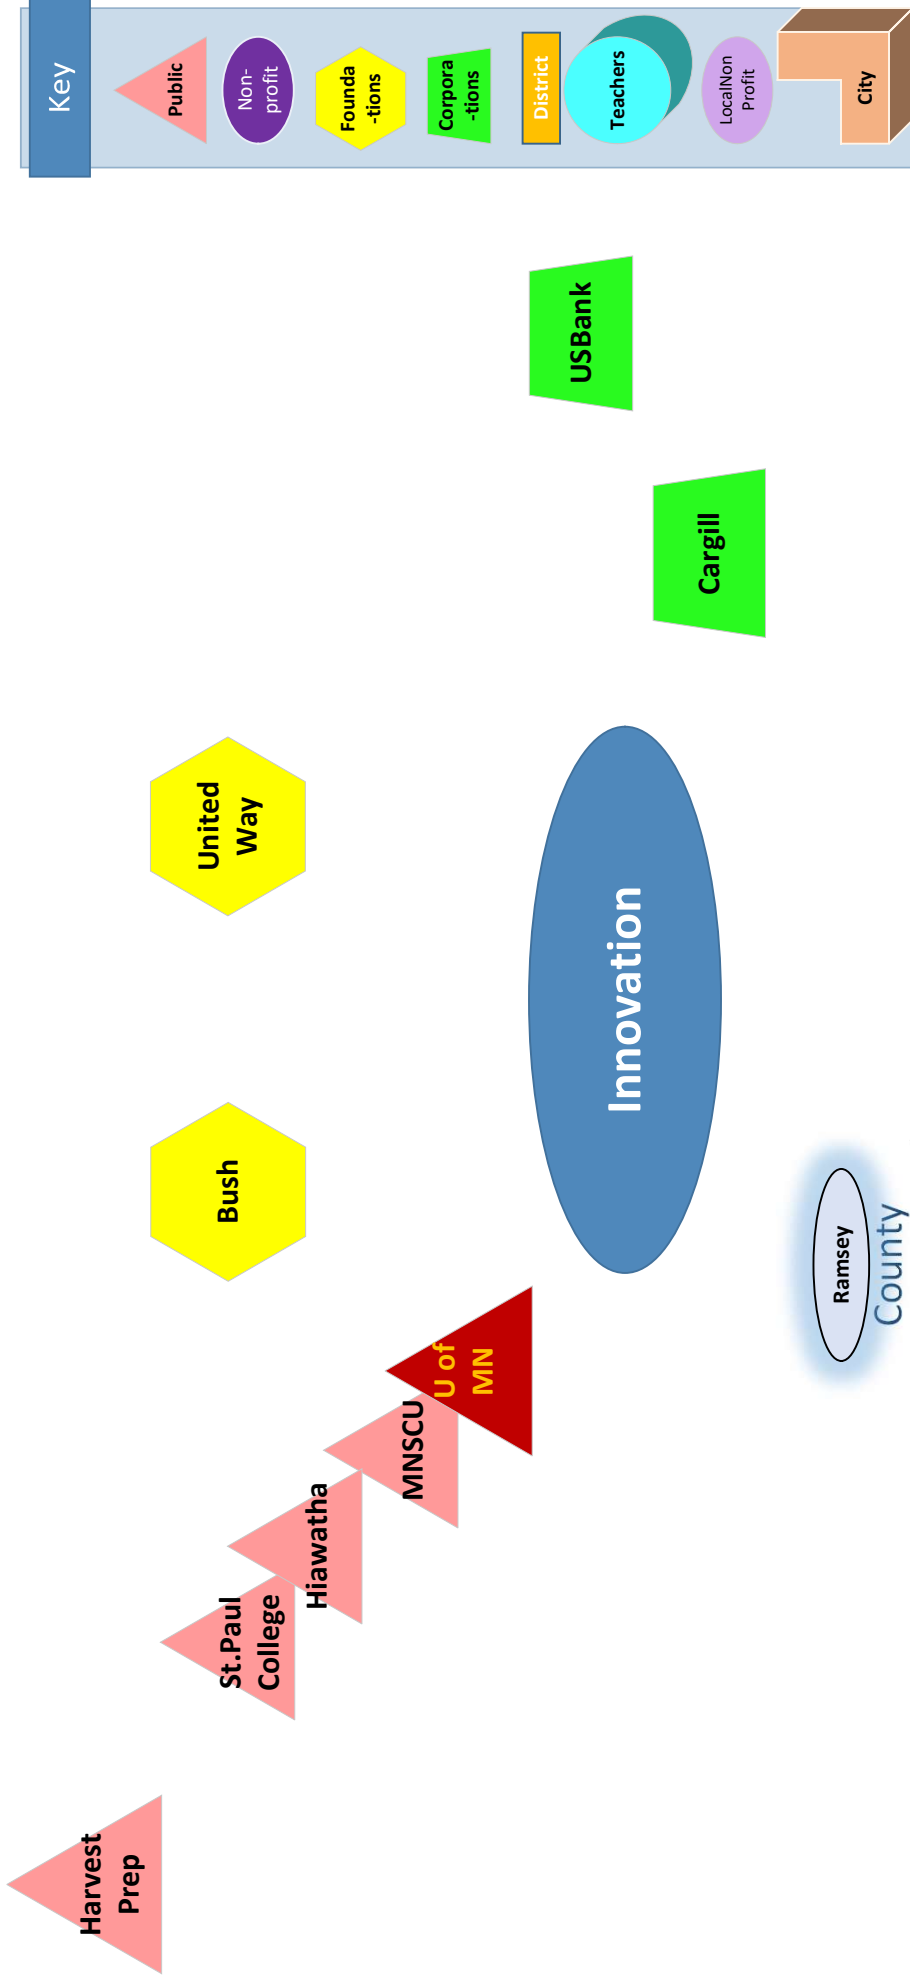 Harvest
Prep
St.Paul
College
Hiawatha
MNSCU
U of
MN
Bush
United
Way
Innovation
Ramsey
County
Cargill
USBank
Key
Public
Non-
profit
Founda
-tions
Corpora
-tions
District
Teachers
LocalNon
Profit
City